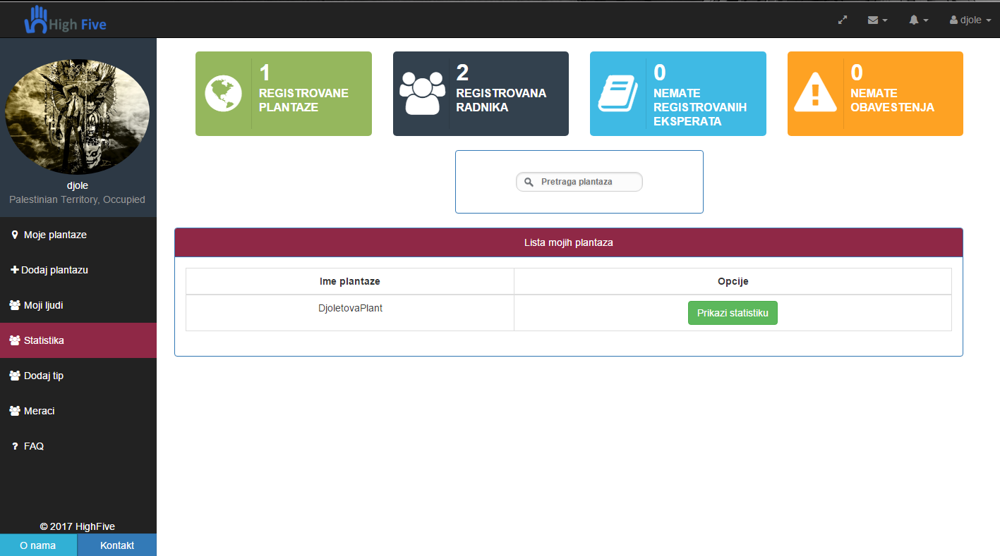 High Five
djole
djole
Palestinian Territory, Occupied
Moje plantaze
Dodaj plantazu
Moji ljudi
Statistika
Dodaj tip
Meraci
FAQ
© 2017 HighFive
O nama
Kontakt
1
REGISTROVANE
PLANTAZE
2
REGISTROVANA
RADNIKA
0
NEMATE
REGISTROVANIH
EKSPERATA
0
NEMATE
OBAVESTENJA
Pretraga plantaza
Lista mojih plantaza
Ime plantaze
Opcije
DjoletovaPlant
Prikazi statistiku